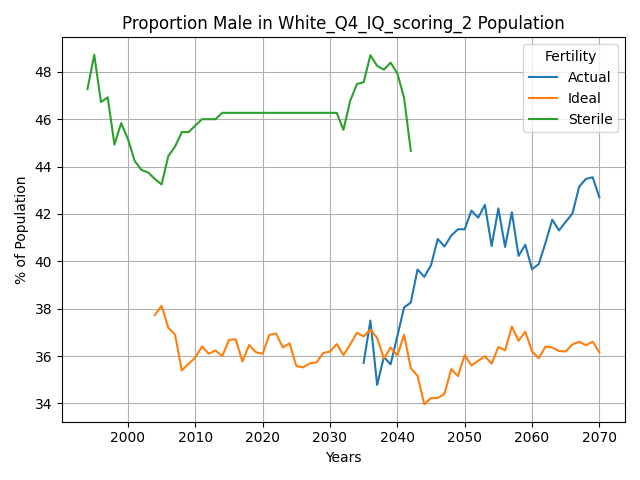 Proportion Male in White_Q4_IQ_scoring_2 Population
Fertility
Actual
Ideal
Sterile
% of Population
48
46
44
42
40
38
36
34
2000 2010 2020 2030 2040 2050 2060 2070
Years